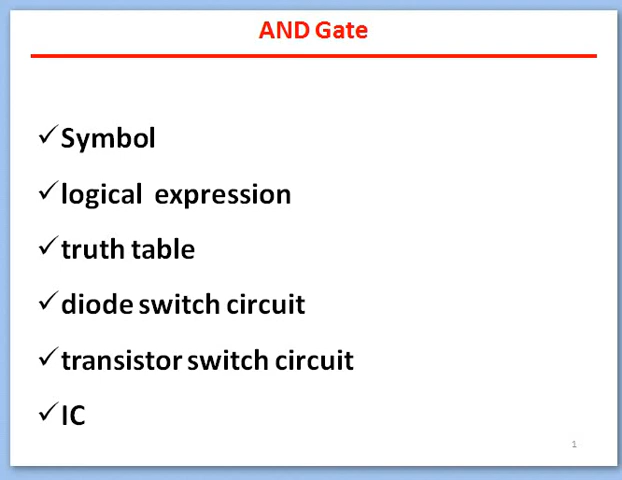 AND Gate
✓Symbol
✓logical expression
✓truth table
✓diode switch circuit
✓transistor switch circuit
✓IC
1